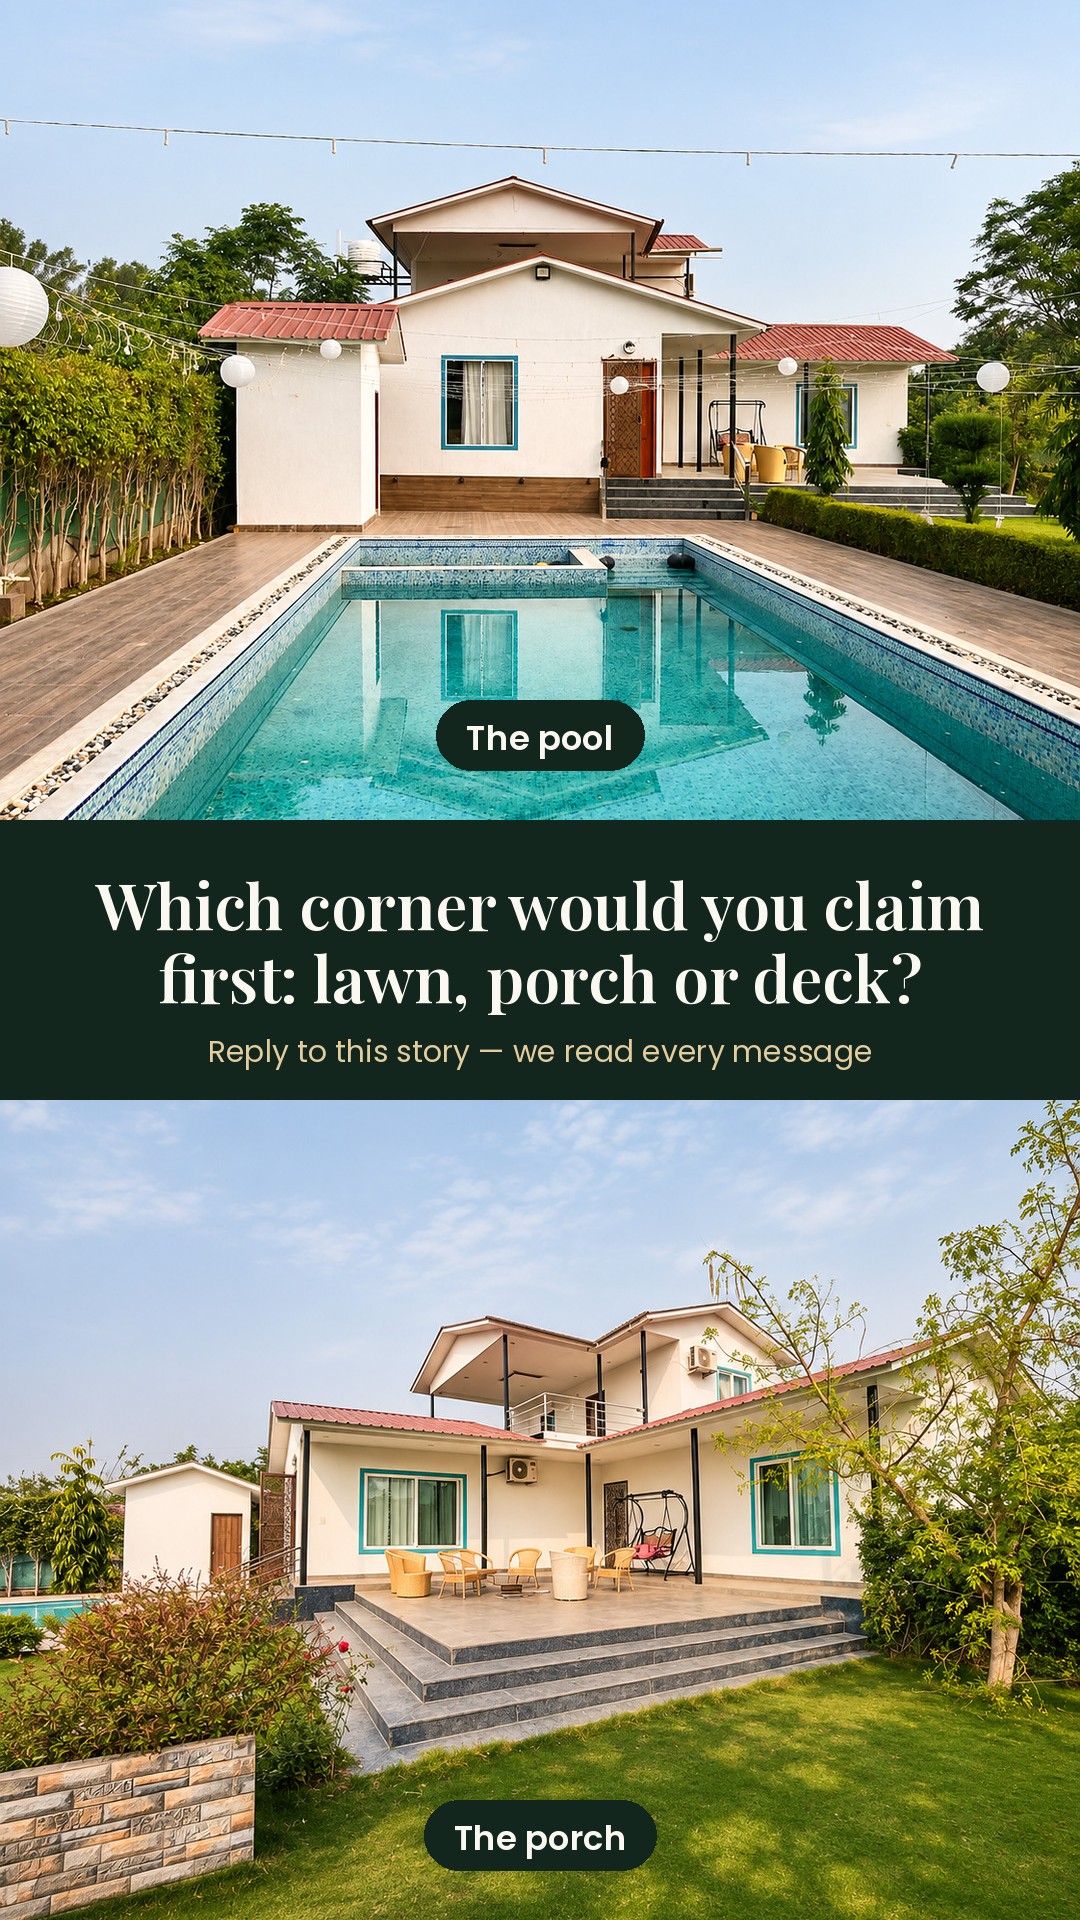 The pool
Which corner would you claim
first: lawn, porch or deck?
Reply to this story — we read every message
The porch